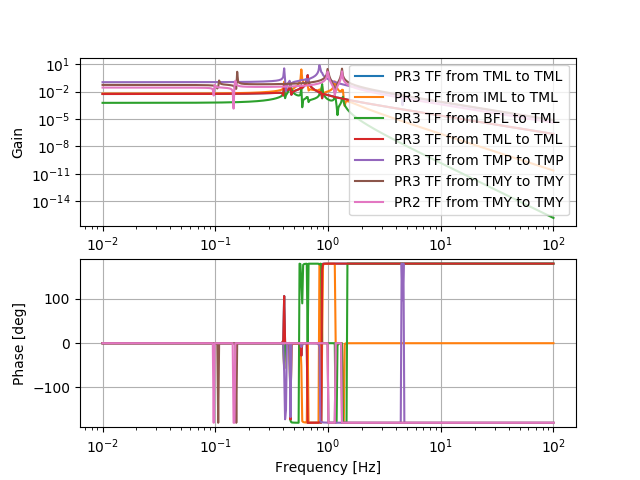 10¹
10⁻²
10⁻⁵
10⁻⁸
10⁻¹¹
10⁻¹⁴
Gain
PR3 TF from TML to TML
PR3 TF from IML to TML
PR3 TF from BFL to TML
PR3 TF from TML to TML
PR3 TF from TMP to TMP
PR3 TF from TMY to TMY
PR2 TF from TMY to TMY
10⁻² 10⁻¹ 10⁰ 10¹ 10²
100
0
−100
Phase [deg]
10⁻² 10⁻¹ 10⁰ 10¹ 10²
Frequency [Hz]